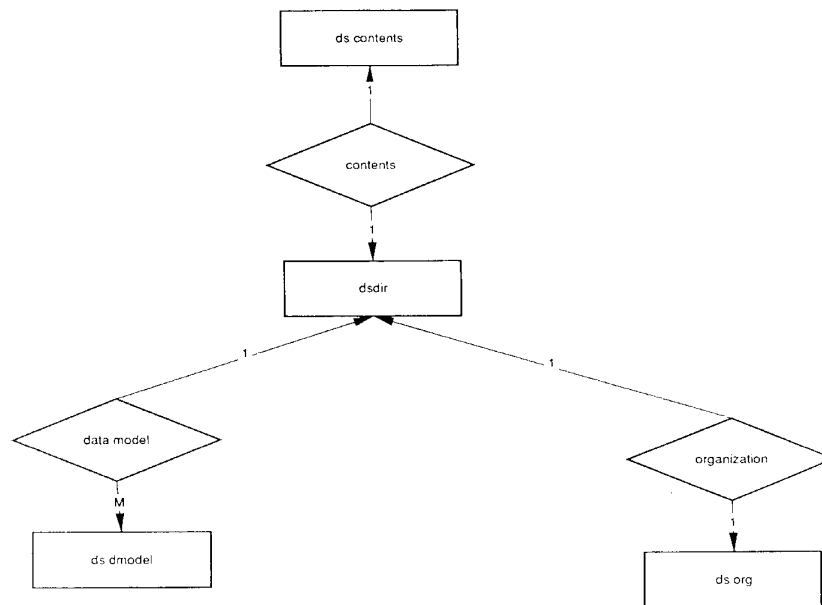 ds contents
1
contents
1
dsdir
1
1
data model
organization
M
1
ds dmodel
ds org